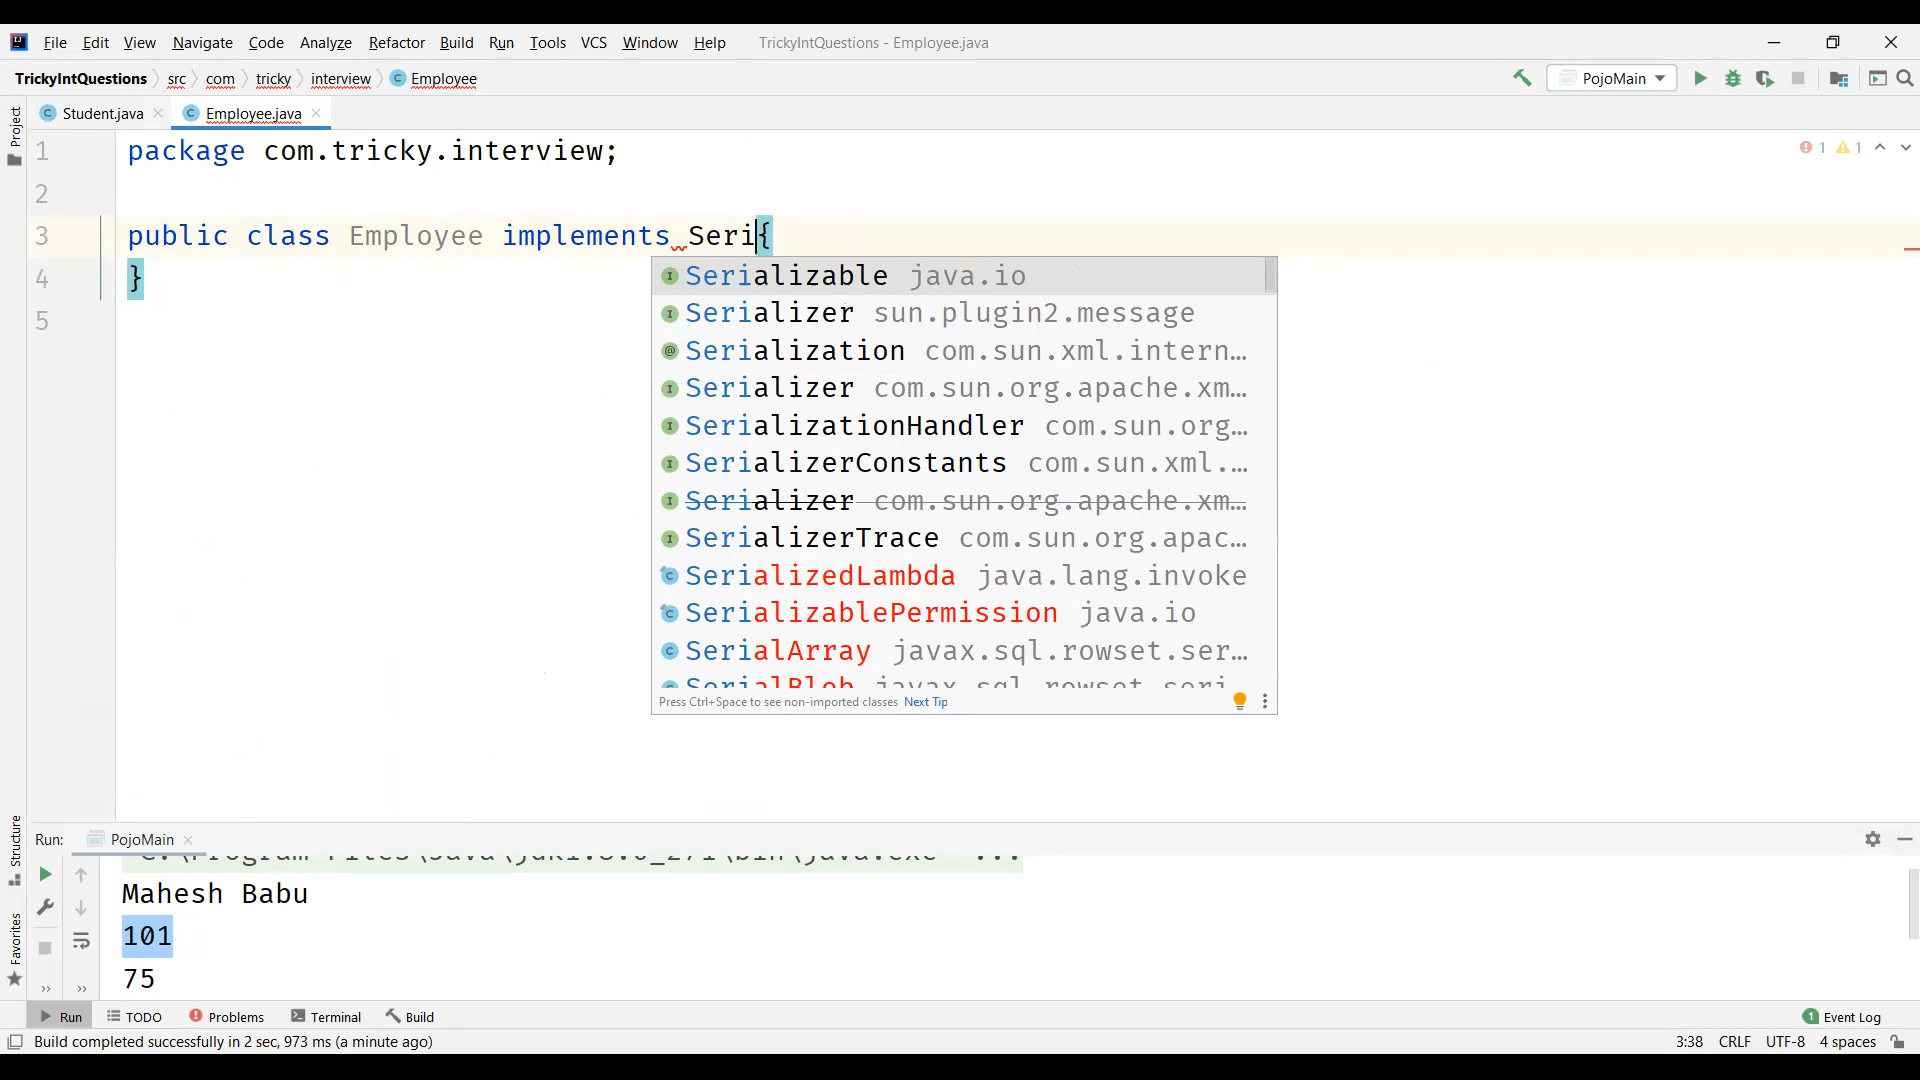 File Edit View Navigate Code Analyze Refactor Build Run Tools VCS Window Help TrickyIntQuestions - Employee.java
TrickyIntQuestions src com tricky interview Employee PojoMain
Student.java Employee.java
Project
1 package com.tricky.interview;
1 1
2
3 public class Employee implements Seri{
4 }
5
Serializable java.io
Serializer sun.plugin2.message
Serialization com.sun.xml.intern...
Serializer com.sun.org.apache.xm...
SerializationHandler com.sun.org...
SerializerConstants com.sun.xml....
Serializer com.sun.org.apache.xm...
SerializerTrace com.sun.org.apac...
SerializedLambda java.lang.invoke
SerializablePermission java.io
SerialArray javax.sql.rowset.ser...
SerialBlob javax.sql.rowset.seri...
Press Ctrl+Space to see non-imported classes Next Tip
Structure
Favorites
Run: PojoMain
Mahesh Babu
101
75
Run TODO Problems Terminal Build 1 Event Log
Build completed successfully in 2 sec, 973 ms (a minute ago) 3:38 CRLF UTF-8 4 spaces